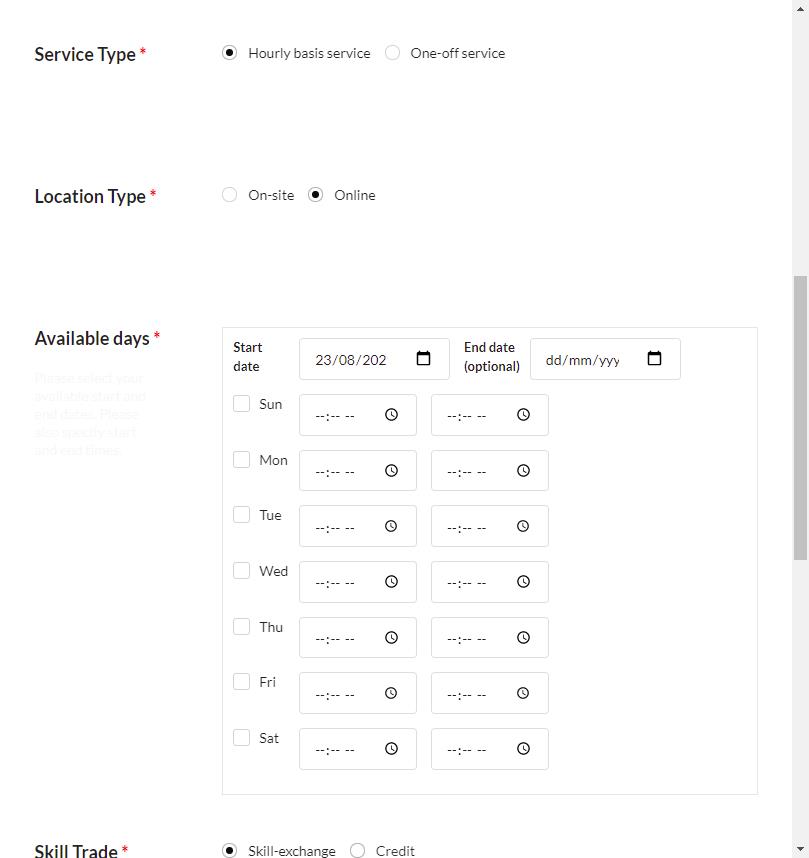 Service Type *
Hourly basis service One-off service
Location Type *
On-site Online
Available days *
Please select your
available start and
end dates. Please
also specify start
and end times.
Start
date
23/08/202
End date
(optional)
dd/mm/yyy
Sun --:-- -- --:-- --
Mon --:-- -- --:-- --
Tue --:-- -- --:-- --
Wed --:-- -- --:-- --
Thu --:-- -- --:-- --
Fri --:-- -- --:-- --
Sat --:-- -- --:-- --
Skill Trade *
Skill-exchange Credit